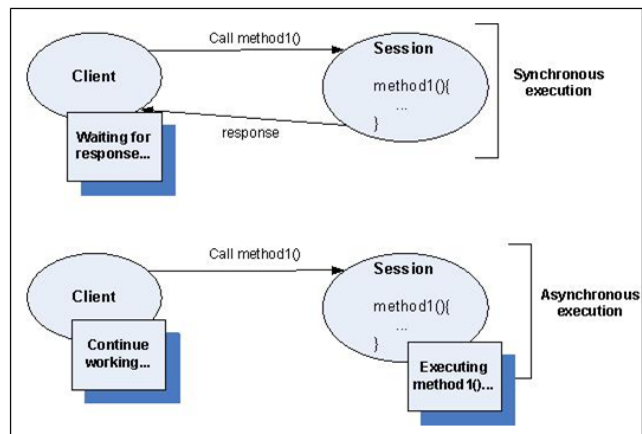 Call method1()
Client
Session
method1(){
...
}
Synchronous
execution
response
Waiting for
response...
Call method1()
Client
Session
method1(){
...
}
Asynchronous
execution
Continue
working...
Executing
method1()...